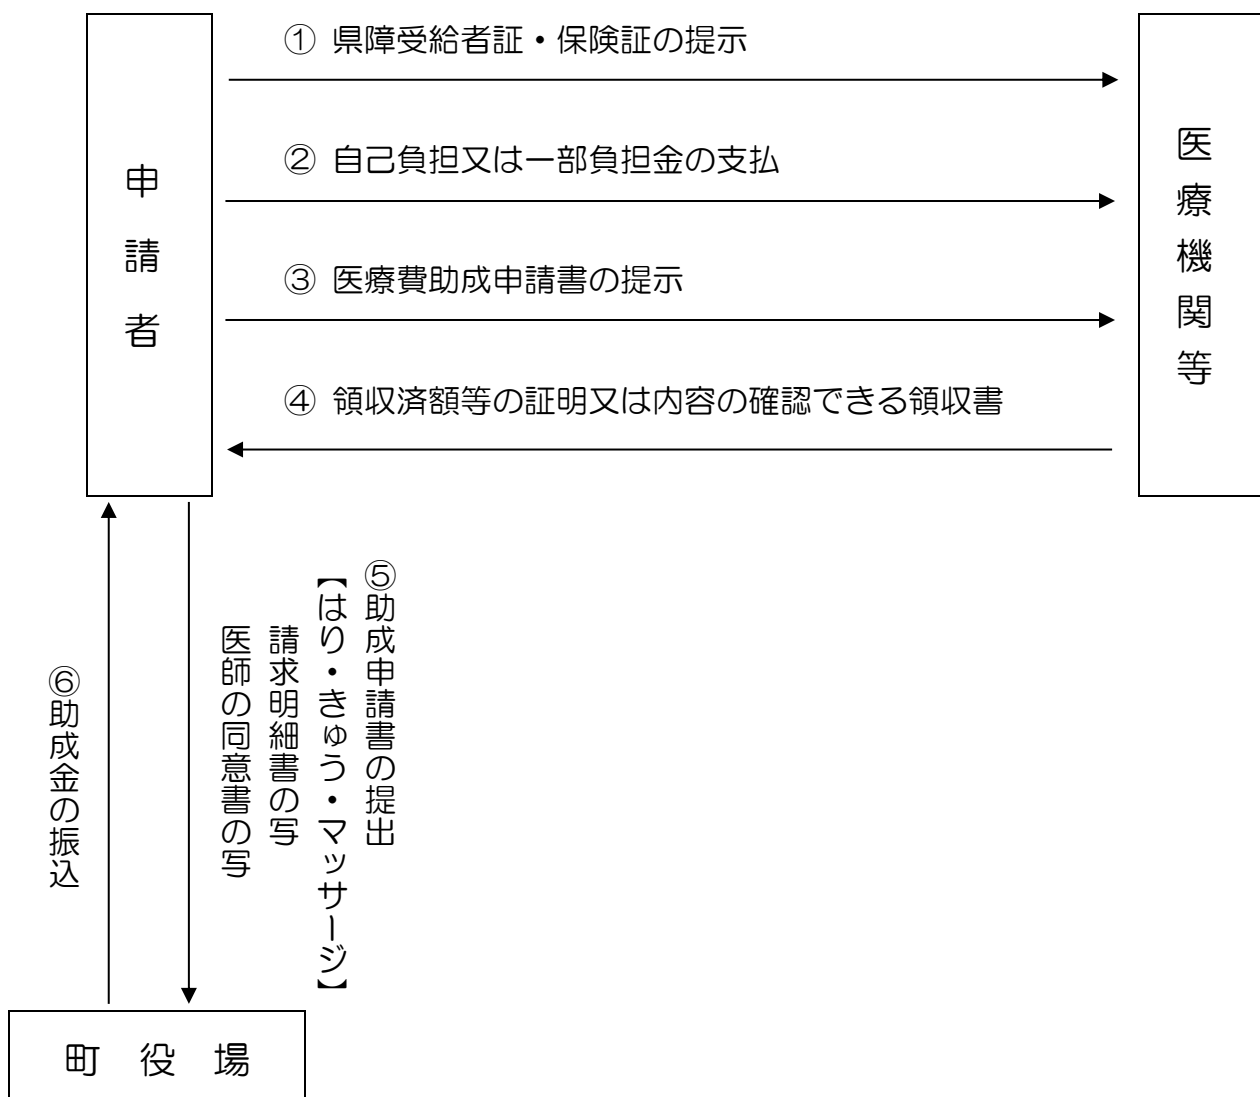 ① 県障受給者証・保険証の提示
② 自己負担又は一部負担金の支払
③ 医療費助成申請書の提示
④ 領収済額等の証明又は内容の確認できる領収書
申請者
医療機関等
⑤助成申請書の提出
【はり・きゅう・マッサージ】
請求明細書の写
医師の同意書の写
⑥助成金の振込
町役場